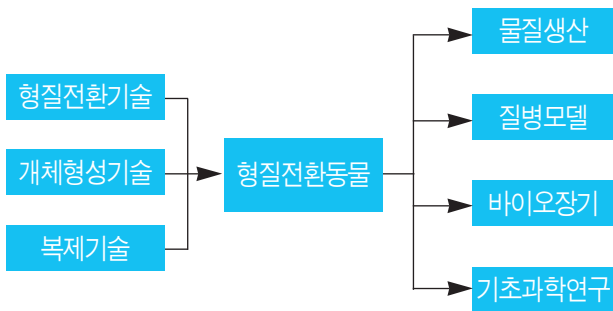 형질전환기술
개체형성기술
복제기술
형질전환동물
물질생산
질병모델
바이오장기
기초과학연구